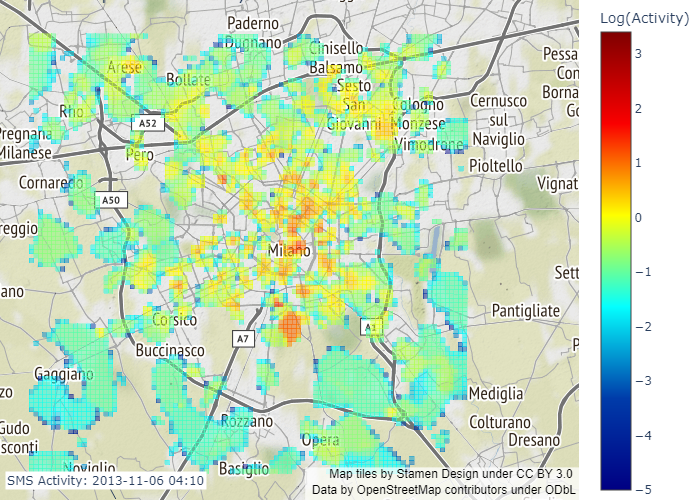 Log(Activity)
3
2
1
0
−1
−2
−3
−4
−5
Paderno
Dugnano
Cinisello
Balsamo
Sesto
San
Giovanni
Cologno
Monzese
Vimodrone
Cernusco
sul
Naviglio
Pioltello
Pessa
Con
Borna
Go
Vignat
Arese
Bollate
Rho
A52
Pregnana
Milanese
Pero
Cornaredo
A50
reggio
Milano
ano
Sett
Pantigliate
Corsico
A7
A1
Buccinasco
P
Gaggiano
zo
Mediglia
Gudo
sconti
Rozzano
Colturano
Dresano
Opera
Noviglio
Basiglio
SMS Activity: 2013-11-06 04:10
Map tiles by Stamen Design under CC BY 3.0
Data by OpenStreetMap contributors under ODbL